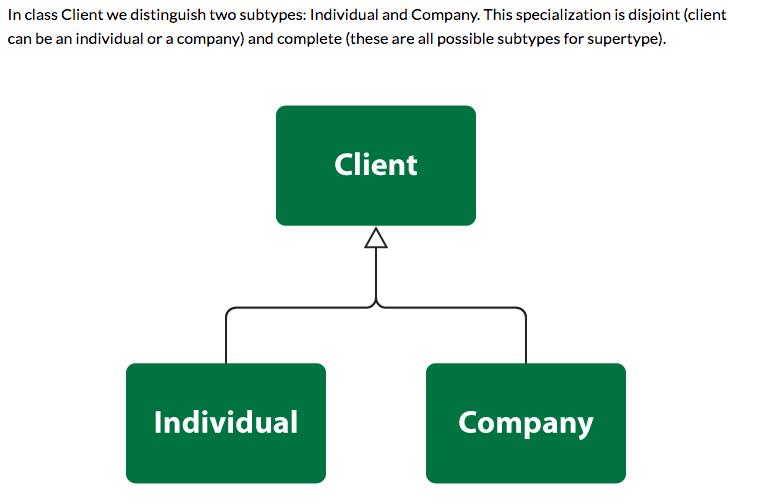 In class Client we distinguish two subtypes: Individual and Company. This specialization is disjoint (client
can be an individual or a company) and complete (these are all possible subtypes for supertype).
Client
Individual
Company